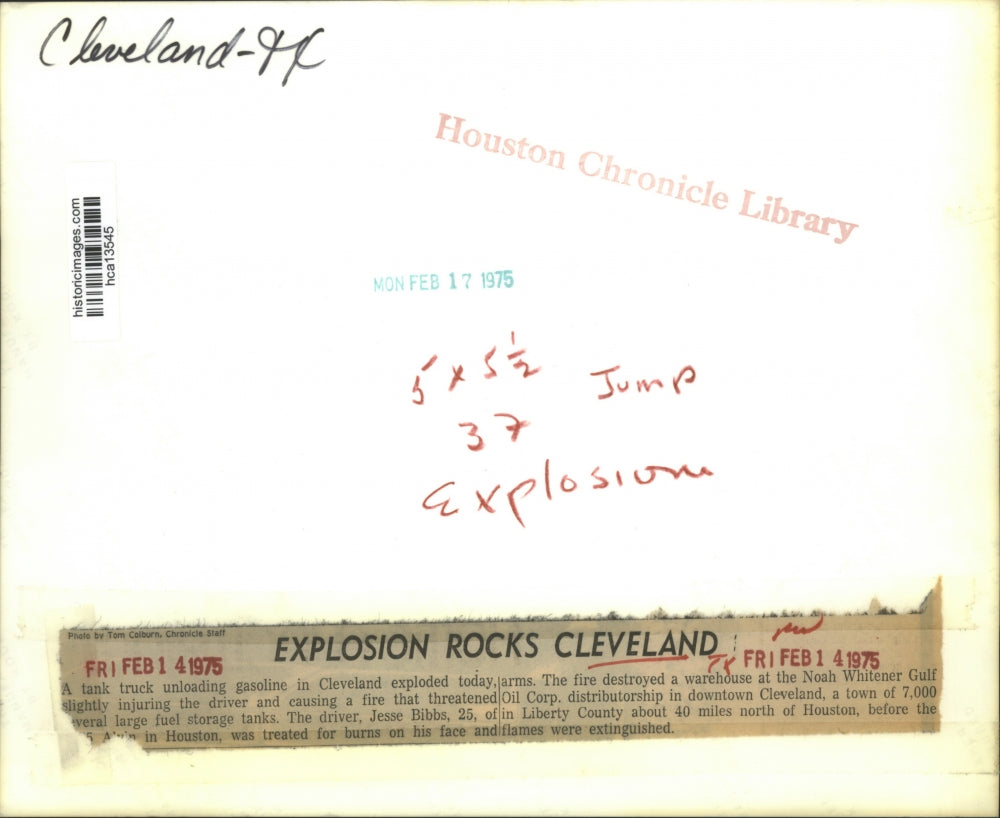 Cleveland-TX
Houston Chronicle Library
historicimages.com
hca13545
MON FEB 17 1975
5 x 5 1/2 Jump
37
Explosion
Photo by Tom Colburn, Chronicle Staff
EXPLOSION ROCKS CLEVELAND
TX
FRI FEB 14 1975
FRI FEB 14 1975
A tank truck unloading gasoline in Cleveland exploded today,
slightly injuring the driver and causing a fire that threatened
several large fuel storage tanks. The driver, Jesse Bibbs, 25, of
5 in Houston, was treated for burns on his face and
arms. The fire destroyed a warehouse at the Noah Whitener Gulf
Oil Corp. distributorship in downtown Cleveland, a town of 7,000
in Liberty County about 40 miles north of Houston, before the
flames were extinguished.